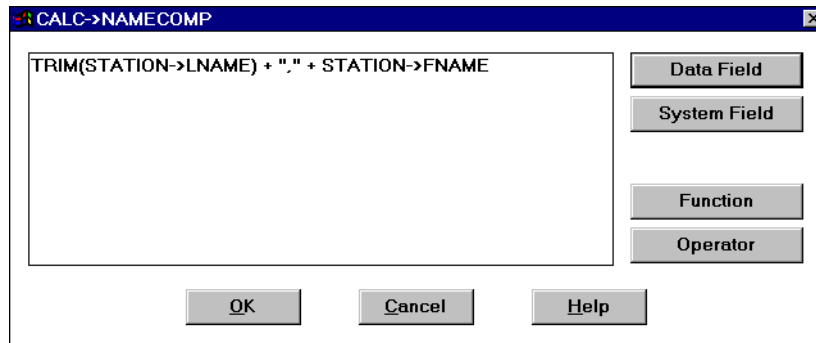 CALC->NAMECOMP
TRIM(STATION->LNAME) + "," + STATION->FNAME
Data Field
System Field
Function
Operator
OK
Cancel
Help